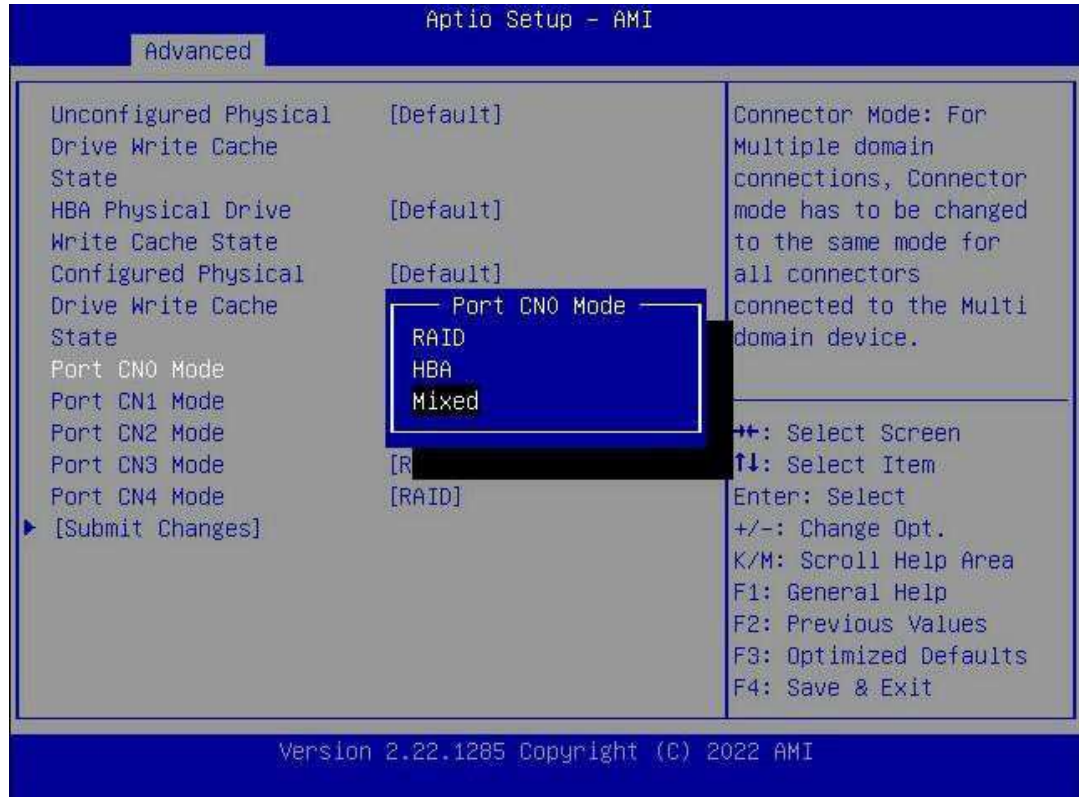 Aptio Setup - AMI
Advanced
Unconfigured Physical [Default]
Drive Write Cache
State
HBA Physical Drive [Default]
Write Cache State
Configured Physical [Default]
Drive Write Cache
State
Port CN0 Mode
Port CN1 Mode
Port CN2 Mode
Port CN3 Mode [R
Port CN4 Mode [RAID]
[Submit Changes]
Port CN0 Mode
RAID
HBA
Mixed
Connector Mode: For
Multiple domain
connections, Connector
mode has to be changed
to the same mode for
all connectors
connected to the Multi
domain device.
→←: Select Screen
↑↓: Select Item
Enter: Select
+/-: Change Opt.
K/M: Scroll Help Area
F1: General Help
F2: Previous Values
F3: Optimized Defaults
F4: Save & Exit
Version 2.22.1285 Copyright (C) 2022 AMI